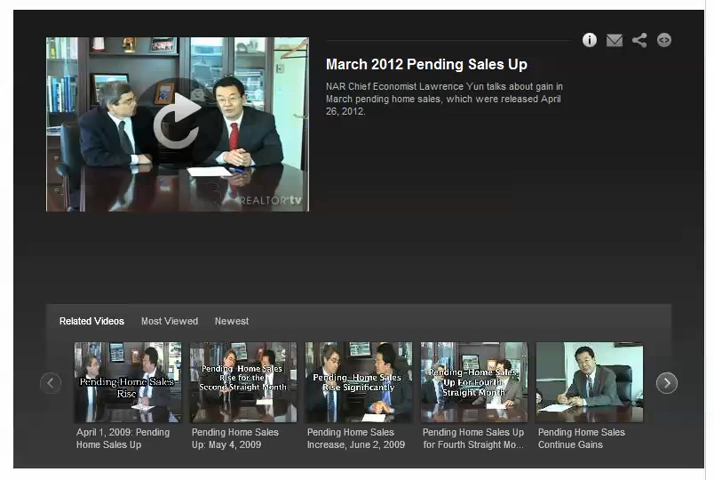 March 2012 Pending Sales Up
NAR Chief Economist Lawrence Yun talks about gain in
March pending home sales, which were released April
26, 2012.
REALTOR tv
Related Videos Most Viewed Newest
Pending Home Sales
Rise
Pending Home Sales
Rise for the
Second Straight Month
Pending Home Sales
Rise Significantly
Pending Home Sales
Up For Fourth
Straight Month
April 1, 2009: Pending
Home Sales Up
Pending Home Sales
Up: May 4, 2009
Pending Home Sales
Increase, June 2, 2009
Pending Home Sales Up
for Fourth Straight Mo...
Pending Home Sales
Continue Gains